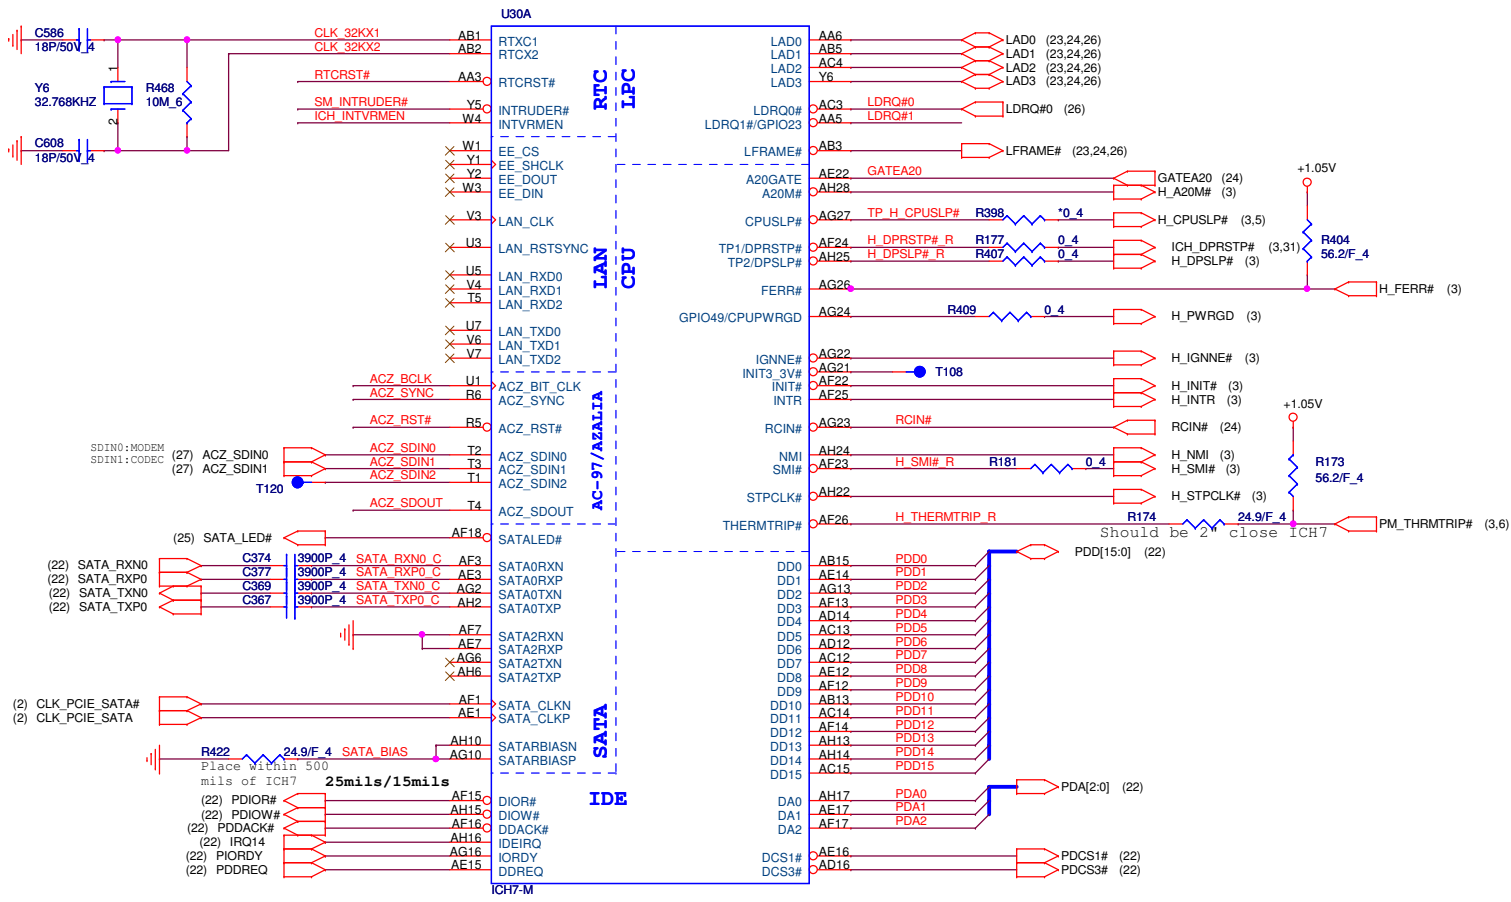 U30A
C586
18P/50V_4
Y6
32.768KHZ
1
2
R468
10M_6
C608
18P/50V_4
CLK_32KX1 AB1 RTXC1
CLK_32KX2 AB2 RTCX2
RTCRST# AA3 RTCRST#
SM_INTRUDER# Y5 INTRUDER#
ICH_INTVRMEN W4 INTVRMEN
W1 EE_CS
Y1 EE_SHCLK
Y2 EE_DOUT
W3 EE_DIN
V3 LAN_CLK
U3 LAN_RSTSYNC
U5 LAN_RXD0
V4 LAN_RXD1
T5 LAN_RXD2
U7 LAN_TXD0
V6 LAN_TXD1
V7 LAN_TXD2
ACZ_BCLK U1 ACZ_BIT_CLK
ACZ_SYNC R6 ACZ_SYNC
ACZ_RST# R5 ACZ_RST#
SDIN0:MODEM
SDIN1:CODEC
(27) ACZ_SDIN0 ACZ_SDIN0 T2 ACZ_SDIN0
(27) ACZ_SDIN1 ACZ_SDIN1 T3 ACZ_SDIN1
T120 ACZ_SDIN2 T1 ACZ_SDIN2
ACZ_SDOUT T4 ACZ_SDOUT
(25) SATA_LED# AF18 SATALED#
(22) SATA_RXN0 C374 3900P_4 SATA_RXN0_C AF3 SATA0RXN
(22) SATA_RXP0 C377 3900P_4 SATA_RXP0_C AE3 SATA0RXP
(22) SATA_TXN0 C369 3900P_4 SATA_TXN0_C AG2 SATA0TXN
(22) SATA_TXP0 C367 3900P_4 SATA_TXP0_C AH2 SATA0TXP
AF7 SATA2RXN
AE7 SATA2RXP
AG6 SATA2TXN
AH6 SATA2TXP
(2) CLK_PCIE_SATA# AF1 SATA_CLKN
(2) CLK_PCIE_SATA AE1 SATA_CLKP
AH10 SATARBIASN
R422 24.9/F_4 SATA_BIAS AG10 SATARBIASP
Place within 500
mils of ICH7 25mils/15mils
(22) PDIOR# AF15 DIOR#
(22) PDIOW# AH15 DIOW#
(22) PDDACK# AF16 DDACK#
(22) IRQ14 AH16 IDEIRQ
(22) PIORDY AG16 IORDY
(22) PDDREQ AE15 DDREQ
ICH7-M
RTC
LPC
LAN
CPU
AC-97/AZALIA
SATA
IDE
LAD0 AA6 LAD0 (23,24,26)
LAD1 AB5 LAD1 (23,24,26)
LAD2 AC4 LAD2 (23,24,26)
LAD3 Y6 LAD3 (23,24,26)
LDRQ0# AC3 LDRQ#0 LDRQ#0 (26)
LDRQ1#/GPIO23 AA5 LDRQ#1
LFRAME# AB3 LFRAME# (23,24,26)
A20GATE AE22 GATEA20 GATEA20 (24)
A20M# AH28 H_A20M# (3)
CPUSLP# AG27 TP_H_CPUSLP# R398 *0_4 H_CPUSLP# (3,5)
TP1/DPRSTP# AF24 H_DPRSTP#_R R177 0_4 ICH_DPRSTP# (3,31)
TP2/DPSLP# AH25 H_DPSLP#_R R407 0_4 H_DPSLP# (3)
+1.05V
R404
56.2/F_4
FERR# AG26 H_FERR# (3)
GPIO49/CPUPWRGD AG24 R409 0_4 H_PWRGD (3)
IGNNE# AG22 H_IGNNE# (3)
INIT3_3V# AG21 T108
INIT# AF22 H_INIT# (3)
INTR AF25 H_INTR (3)
RCIN# AG23 RCIN# RCIN# (24)
NMI AH24 H_NMI (3)
SMI# AF23 H_SMI#_R R181 0_4 H_SMI# (3)
+1.05V
R173
56.2/F_4
STPCLK# AH22 H_STPCLK# (3)
THERMTRIP# AF26 H_THERMTRIP_R R174 24.9/F_4 PM_THRMTRIP# (3,6)
Should be 2" close ICH7
PDD[15:0] (22)
DD0 AB15 PDD0
DD1 AE14 PDD1
DD2 AG13 PDD2
DD3 AF13 PDD3
DD4 AD14 PDD4
DD5 AC13 PDD5
DD6 AD12 PDD6
DD7 AC12 PDD7
DD8 AE12 PDD8
DD9 AF12 PDD9
DD10 AB13 PDD10
DD11 AC14 PDD11
DD12 AF14 PDD12
DD13 AH13 PDD13
DD14 AH14 PDD14
DD15 AC15 PDD15
PDA[2:0] (22)
DA0 AH17 PDA0
DA1 AE17 PDA1
DA2 AF17 PDA2
DCS1# AE16 PDCS1# (22)
DCS3# AD16 PDCS3# (22)